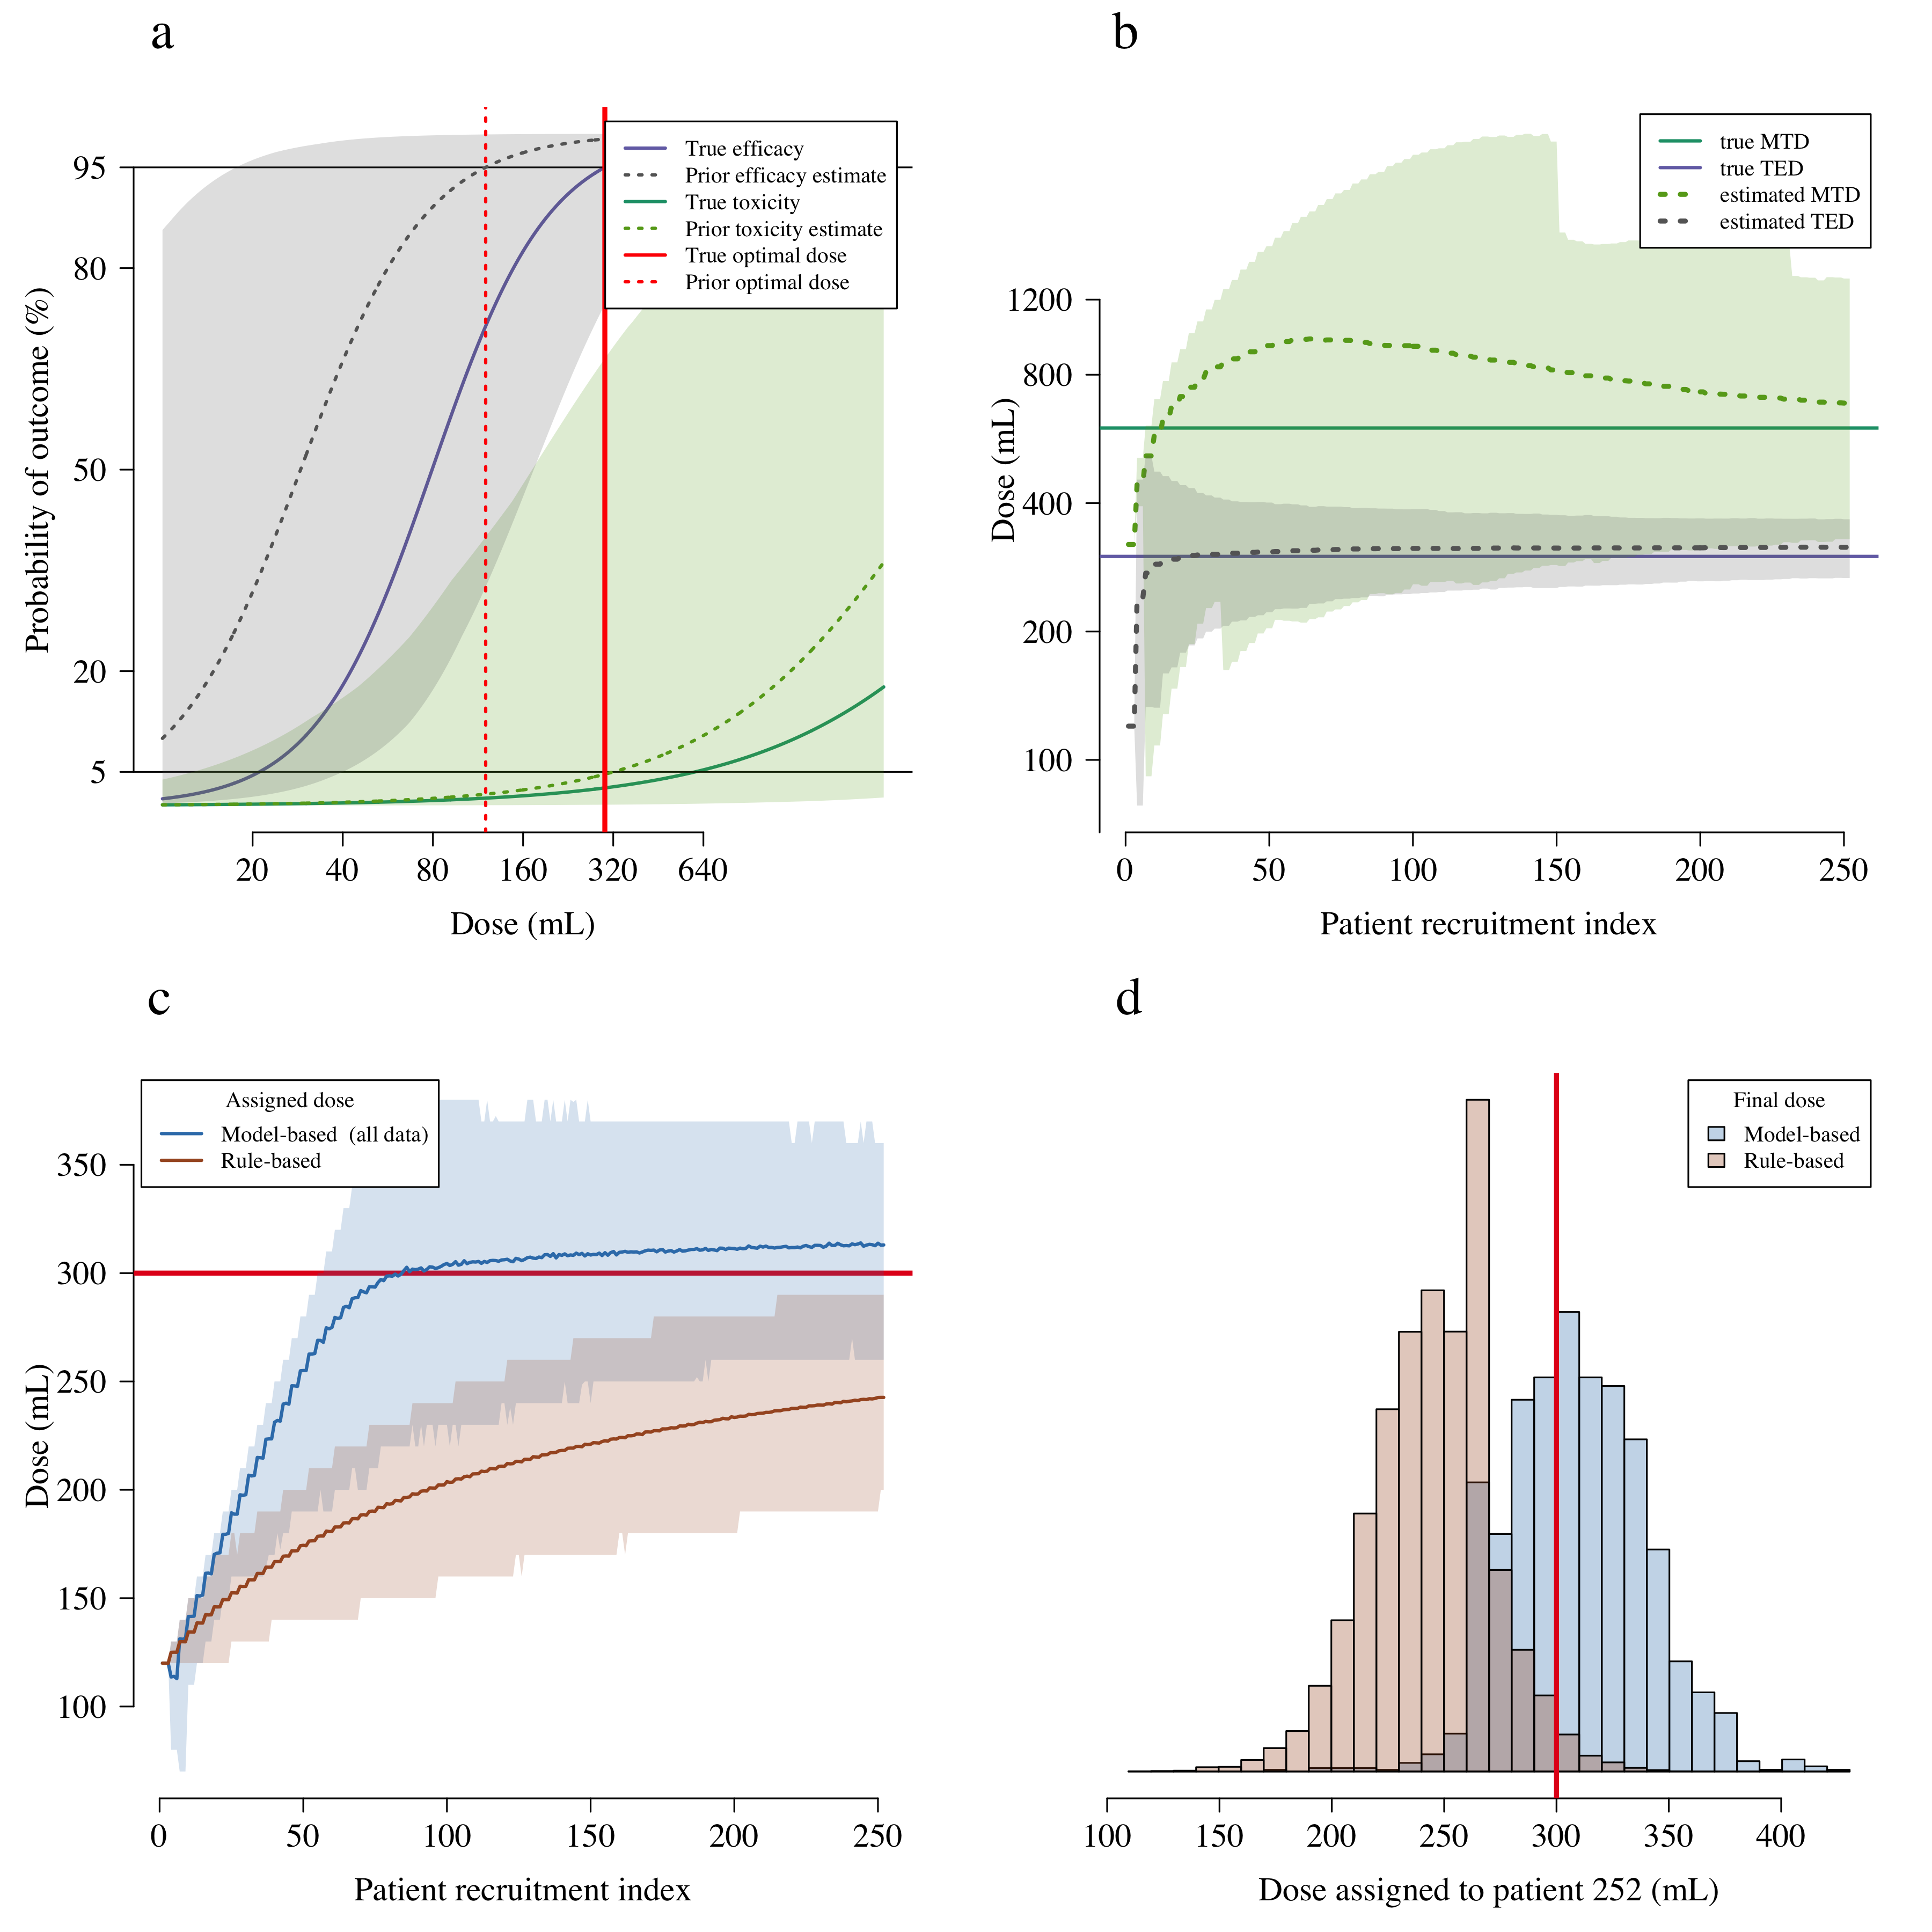 a
95
80
50
20
5
Probability of outcome (%)
True efficacy
Prior efficacy estimate
True toxicity
Prior toxicity estimate
True optimal dose
Prior optimal dose
20 40 80 160 320 640
Dose (mL)
b
1200
800
400
200
100
Dose (mL)
true MTD
true TED
estimated MTD
estimated TED
0 50 100 150 200 250
Patient recruitment index
c
Assigned dose
Model-based (all data)
Rule-based
350
300
250
200
150
100
Dose (mL)
0 50 100 150 200 250
Patient recruitment index
d
Final dose
Model-based
Rule-based
100 150 200 250 300 350 400
Dose assigned to patient 252 (mL)